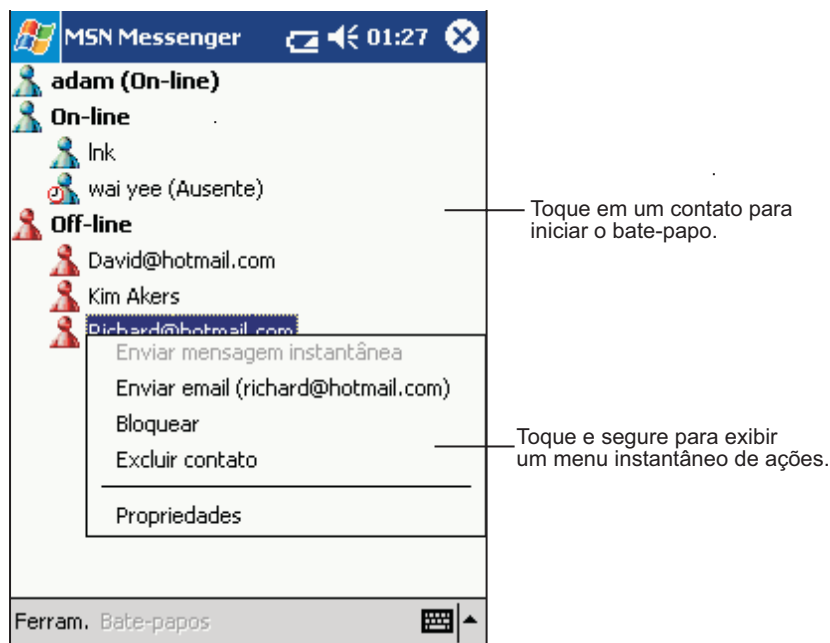 MSN Messenger 01:27
adam (On-line)
On-line
lnk
wai yee (Ausente)
Off-line
David@hotmail.com
Kim Akers
Richard@hotmail.com
Enviar mensagem instantânea
Enviar email (richard@hotmail.com)
Bloquear
Excluir contato
Propriedades
Ferram. Bate-papos
Toque em um contato para
iniciar o bate-papo.
Toque e segure para exibir
um menu instantâneo de ações.